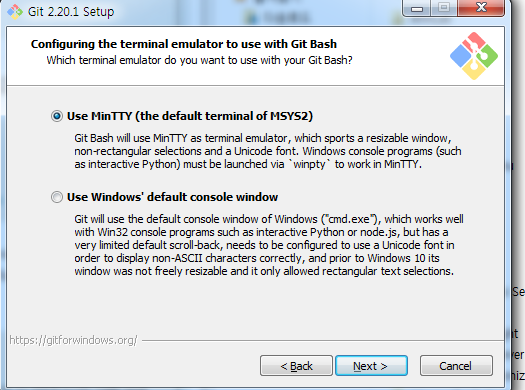 Git 2.20.1 Setup
Configuring the terminal emulator to use with Git Bash
Which terminal emulator do you want to use with your Git Bash?
Use MinTTY (the default terminal of MSYS2)
Git Bash will use MinTTY as terminal emulator, which sports a resizable window,
non-rectangular selections and a Unicode font. Windows console programs (such
as interactive Python) must be launched via `winpty` to work in MinTTY.
Use Windows' default console window
Git will use the default console window of Windows ("cmd.exe"), which works well
with Win32 console programs such as interactive Python or node.js, but has a
very limited default scroll-back, needs to be configured to use a Unicode font in
order to display non-ASCII characters correctly, and prior to Windows 10 its
window was not freely resizable and it only allowed rectangular text selections.
https://gitforwindows.org/
< Back
Next >
Cancel